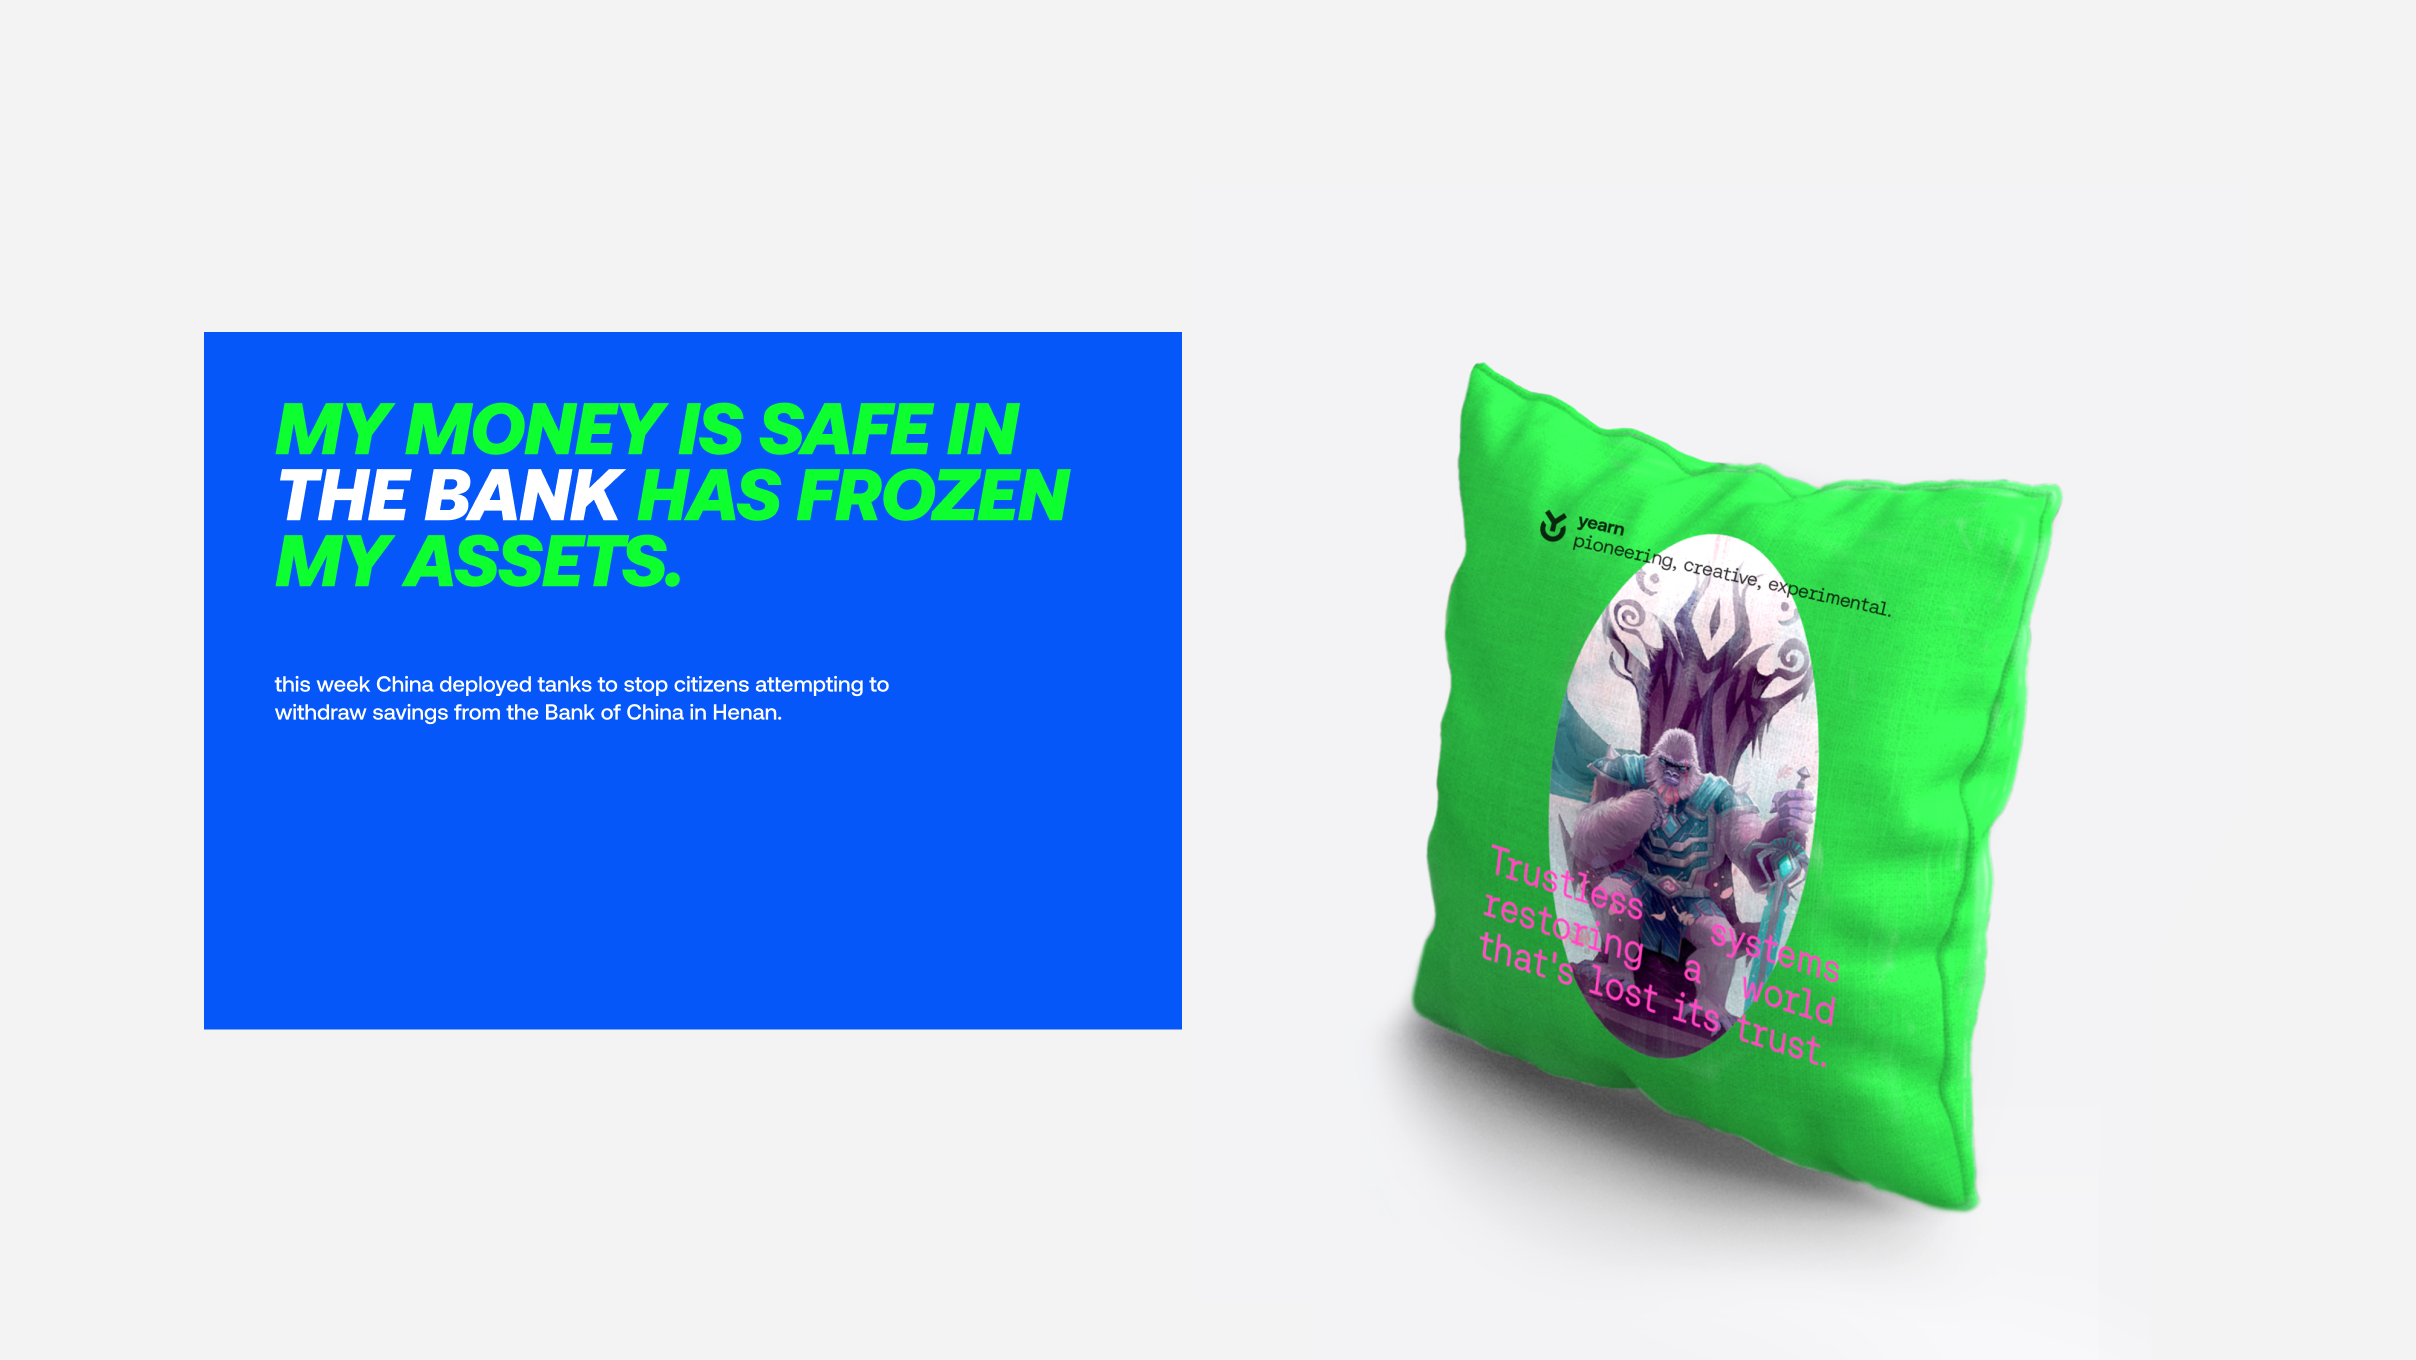 MY MONEY IS SAFE IN
THE BANK HAS FROZEN
MY ASSETS.
this week China deployed tanks to stop citizens attempting to
withdraw savings from the Bank of China in Henan.
yearn
pioneering, creative, experimental.
Trustless systems
restoring a world
that's lost its trust.